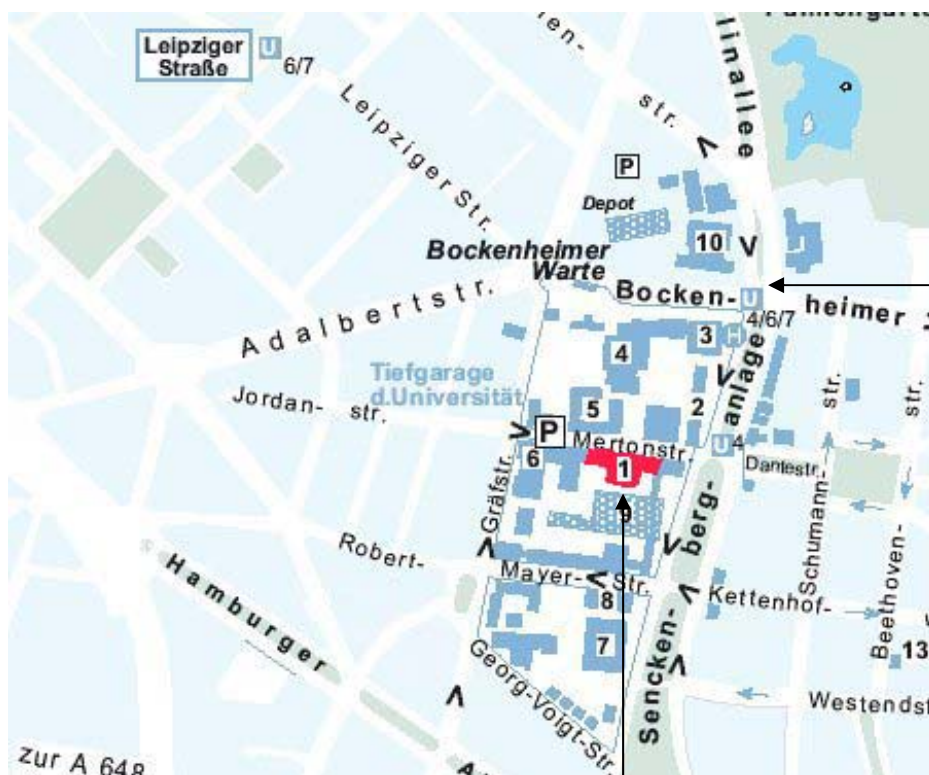 Leipziger
Straße
U
6/7
Leipziger Str.
str.
linallee
P
Depot
10
Bockenheimer
Warte
Bocken-
U
heimer
4/6/7
H
Adalbertstr.
3
4
Tiefgarage
d.Universität
Jordan- str.
5
2
anlage
str.
str.
P
Mertonstr.
U 4
6
1
Dantestr.
9
Gräfstr.
berg-
Schumann-
Beethoven-
Robert-
Mayer- Str.
8
Kettenhof-
Hamburger
7
13
Georg-Voigt-Str.
Sencken-
Westendst
zur A 648